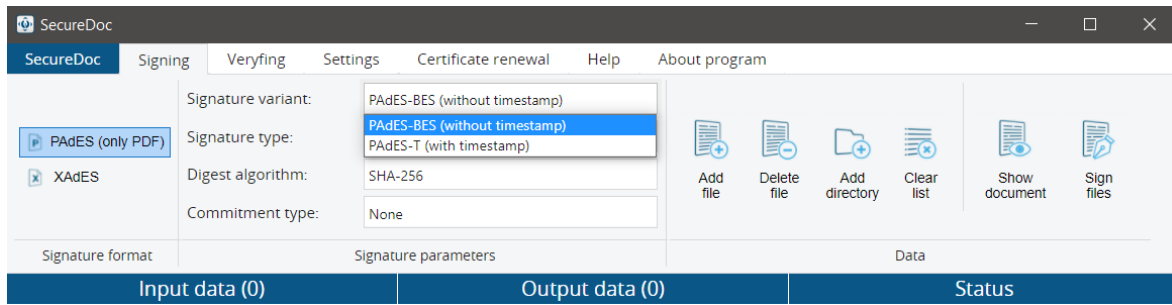 SecureDoc
SecureDoc Signing Veryfing Settings Certificate renewal Help About program
PAdES (only PDF)
XAdES
Signature format
Signature variant: PAdES-BES (without timestamp)
PAdES-BES (without timestamp)
Signature type:
PAdES-T (with timestamp)
Digest algorithm: SHA-256
Commitment type: None
Signature parameters
Add file
Delete file
Add directory
Clear list
Show document
Sign files
Data
Input data (0) Output data (0) Status